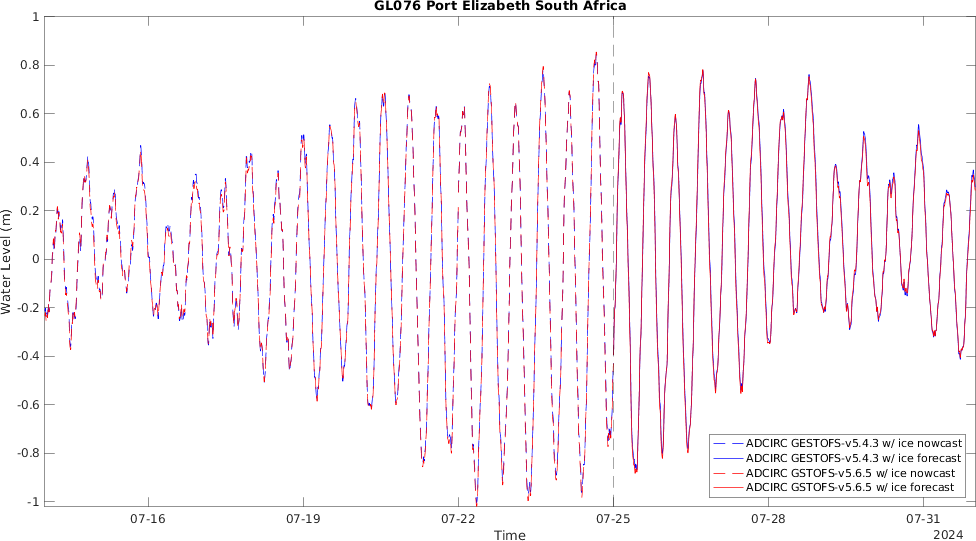 GL076 Port Elizabeth South Africa
1
0.8
0.6
0.4
0.2
0
-0.2
-0.4
-0.6
-0.8
-1
Water Level (m)
07-16 07-19 07-22 07-25 07-28 07-31
Time
2024
ADCIRC GESTOFS-v5.4.3 w/ ice nowcast
ADCIRC GESTOFS-v5.4.3 w/ ice forecast
ADCIRC GSTOFS-v5.6.5 w/ ice nowcast
ADCIRC GSTOFS-v5.6.5 w/ ice forecast